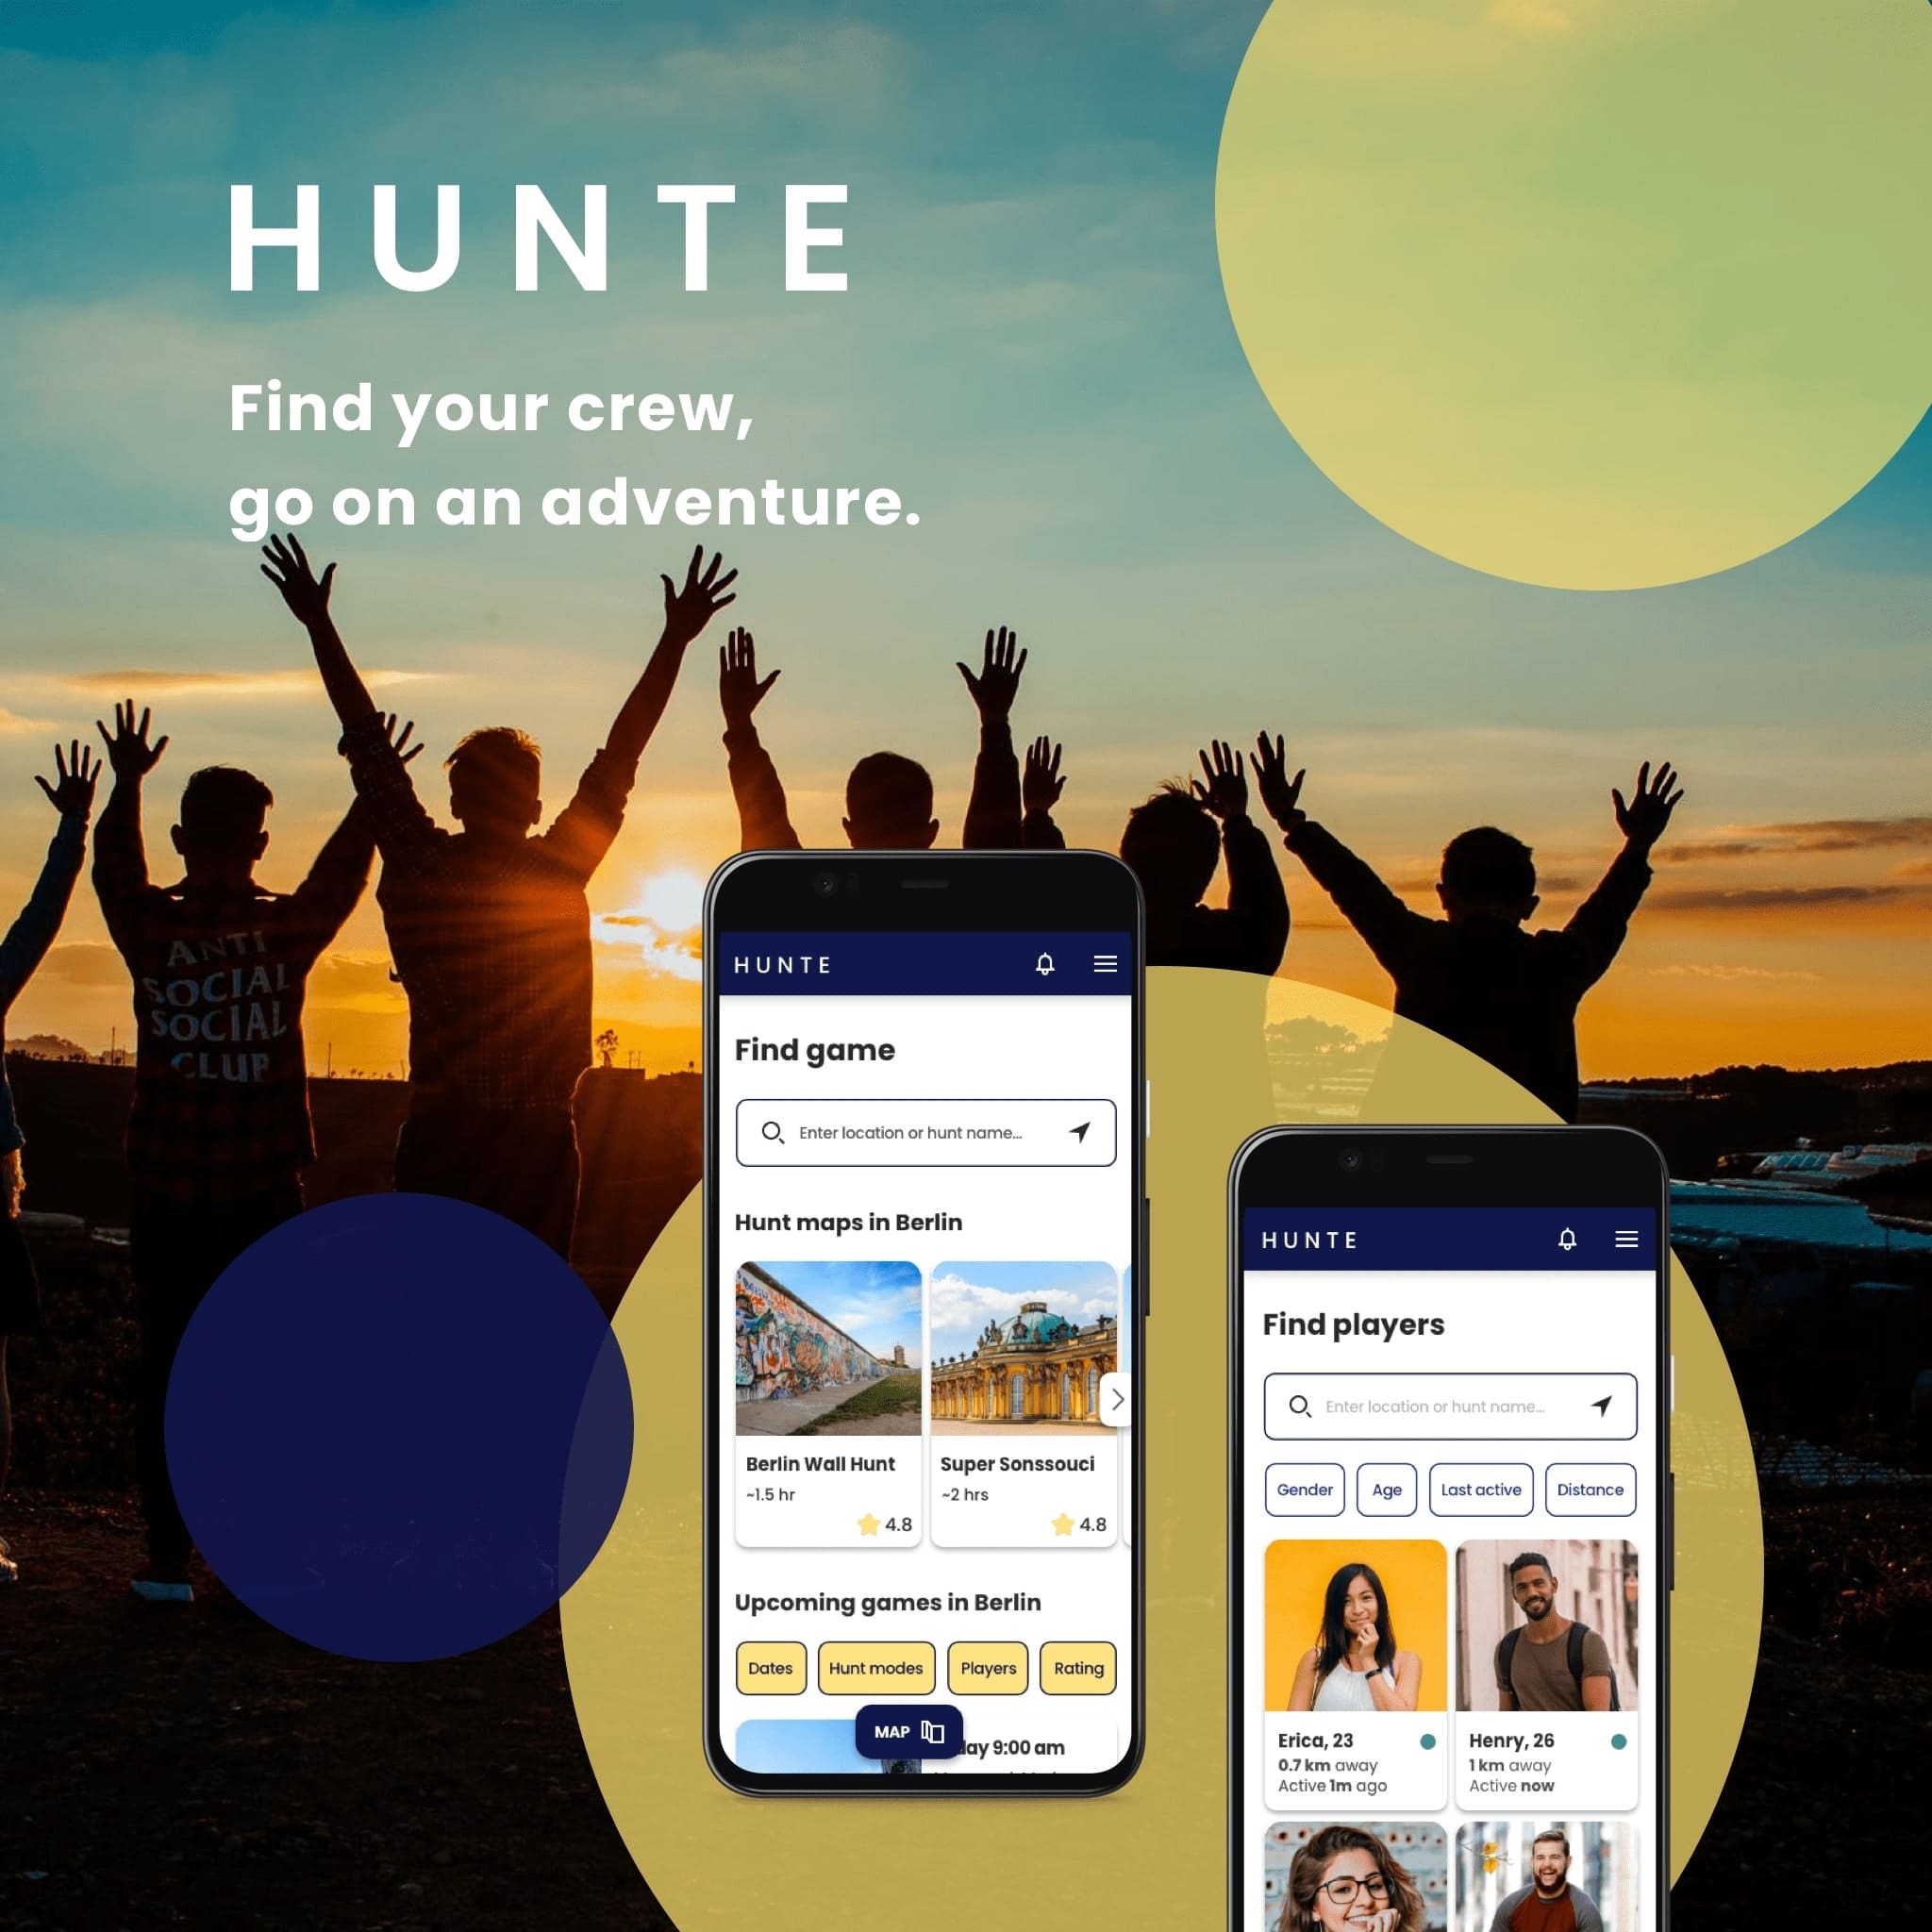 HUNTE
Find your crew,
go on an adventure.
ANTI
SOCIAL
SOCIAL
CLUB
HUNTE
Find game
Enter location or hunt name...
Hunt maps in Berlin
Berlin Wall Hunt
~1.5 hr
4.8
Super Sonssouci
~2 hrs
4.8
Upcoming games in Berlin
Dates
Hunt modes
Players
Rating
MAP
9:00 am
HUNTE
Find players
Enter location or hunt name...
Gender
Age
Last active
Distance
Erica, 23
0.7 km away
Active 1m ago
Henry, 26
1 km away
Active now